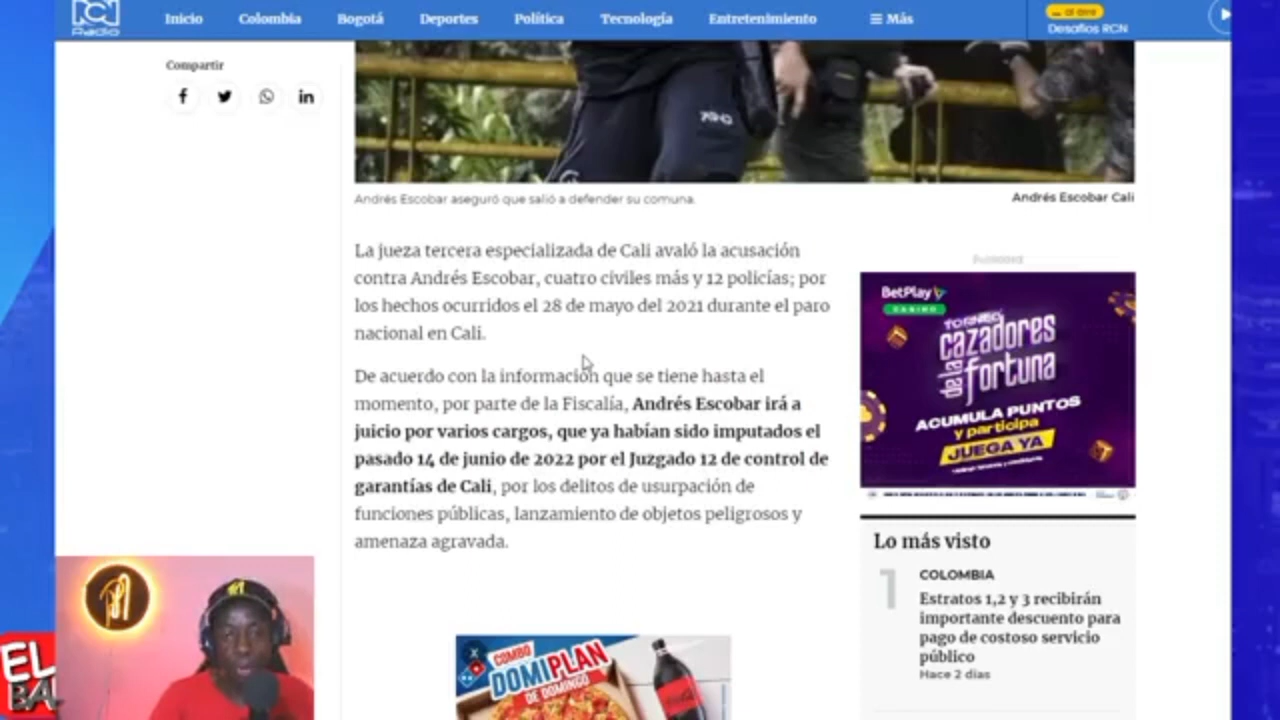 RCN
Radio
Inicio
Colombia
Bogotá
Deportes
Política
Tecnología
Entretenimiento
Más
al aire
Desafíos RCN
Compartir
Andrés Escobar aseguró que salió a defender su comuna.
Andrés Escobar Cali
La jueza tercera especializada de Cali avaló la acusación
contra Andrés Escobar, cuatro civiles más y 12 policías; por
los hechos ocurridos el 28 de mayo del 2021 durante el paro
nacional en Cali.
De acuerdo con la información que se tiene hasta el
momento, por parte de la Fiscalía, Andrés Escobar irá a
juicio por varios cargos, que ya habían sido imputados el
pasado 14 de junio de 2022 por el Juzgado 12 de control de
garantías de Cali, por los delitos de usurpación de
funciones públicas, lanzamiento de objetos peligrosos y
amenaza agravada.
Publicidad
BetPlay
CASINO
TORNEO
cazadores
de la fortuna
ACUMULA PUNTOS
y participa
JUEGA YA
Lo más visto
1
COLOMBIA
Estratos 1,2 y 3 recibirán
importante descuento para
pago de costoso servicio
público
Hace 2 días
COMBO
DOMIPLAN
DE DOMINGO
EL
BA